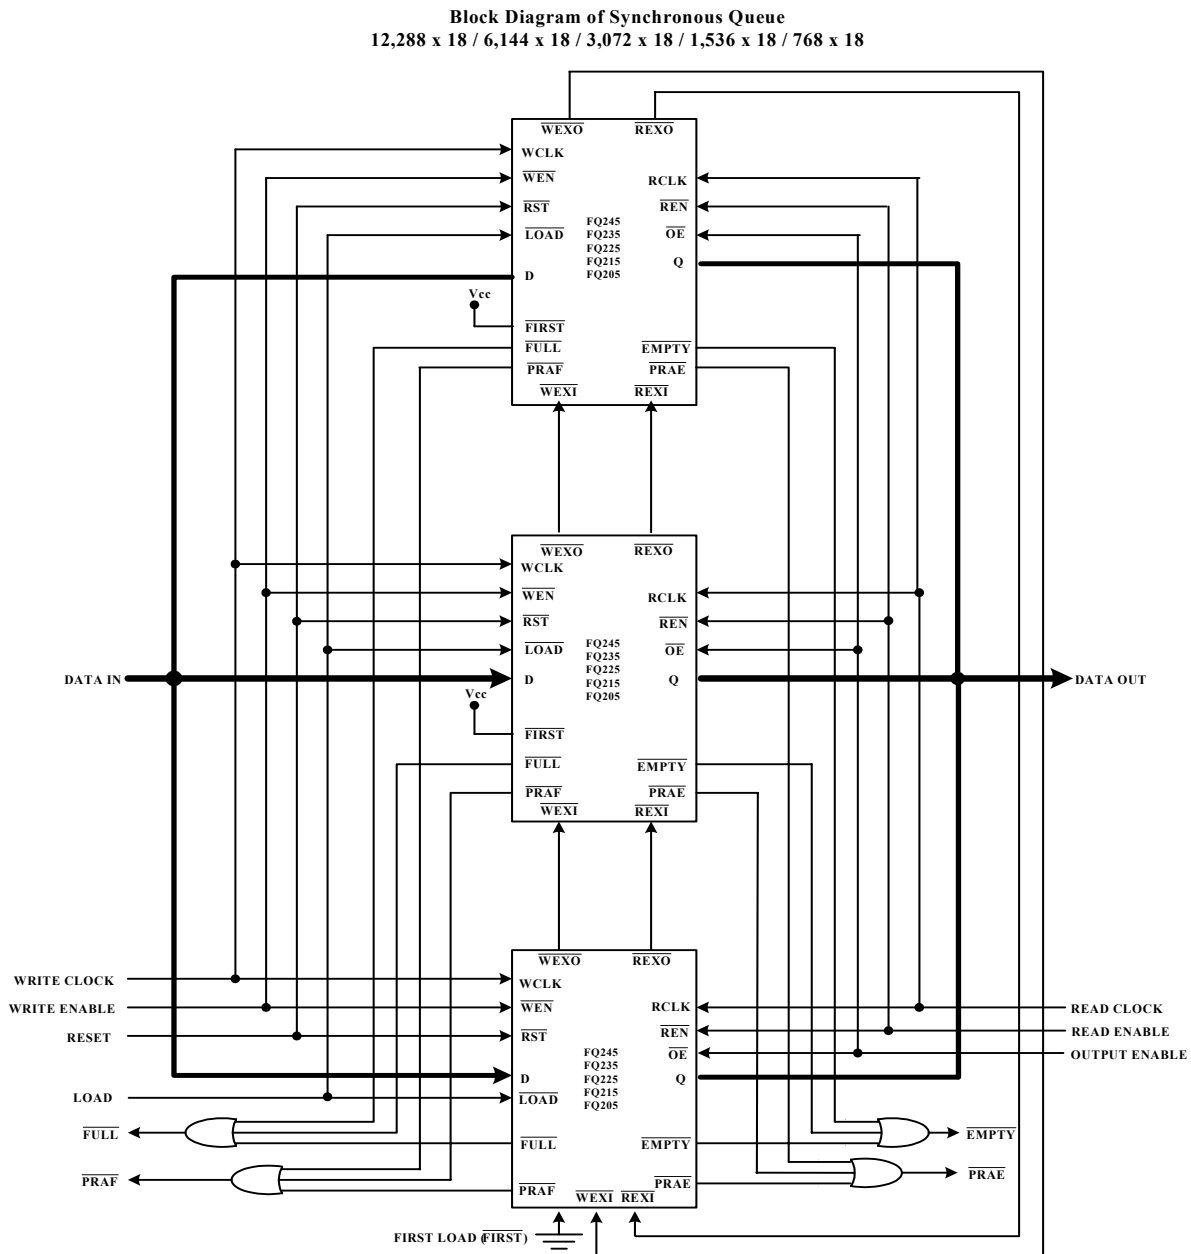 Block Diagram of Synchronous Queue
12,288 x 18 / 6,144 x 18 / 3,072 x 18 / 1,536 x 18 / 768 x 18
WEXO REXO
WCLK
WEN RCLK
RST REN
FQ245
FQ235
FQ225
FQ215
FQ205
LOAD OE
D Q
Vcc
FIRST
FULL EMPTY
PRAF PRAE
WEXI REXI
WEXO REXO
WCLK
WEN RCLK
RST REN
FQ245
FQ235
FQ225
FQ215
FQ205
LOAD OE
DATA IN D Q DATA OUT
Vcc
FIRST
FULL EMPTY
PRAF PRAE
WEXI REXI
WEXO REXO
WRITE CLOCK WCLK
WRITE ENABLE WEN RCLK READ CLOCK
RESET RST REN READ ENABLE
FQ245
FQ235
FQ225
FQ215
FQ205
OE OUTPUT ENABLE
D Q
LOAD LOAD
FULL FULL EMPTY EMPTY
PRAF PRAF PRAE PRAE
WEXI REXI
FIRST LOAD (FIRST)